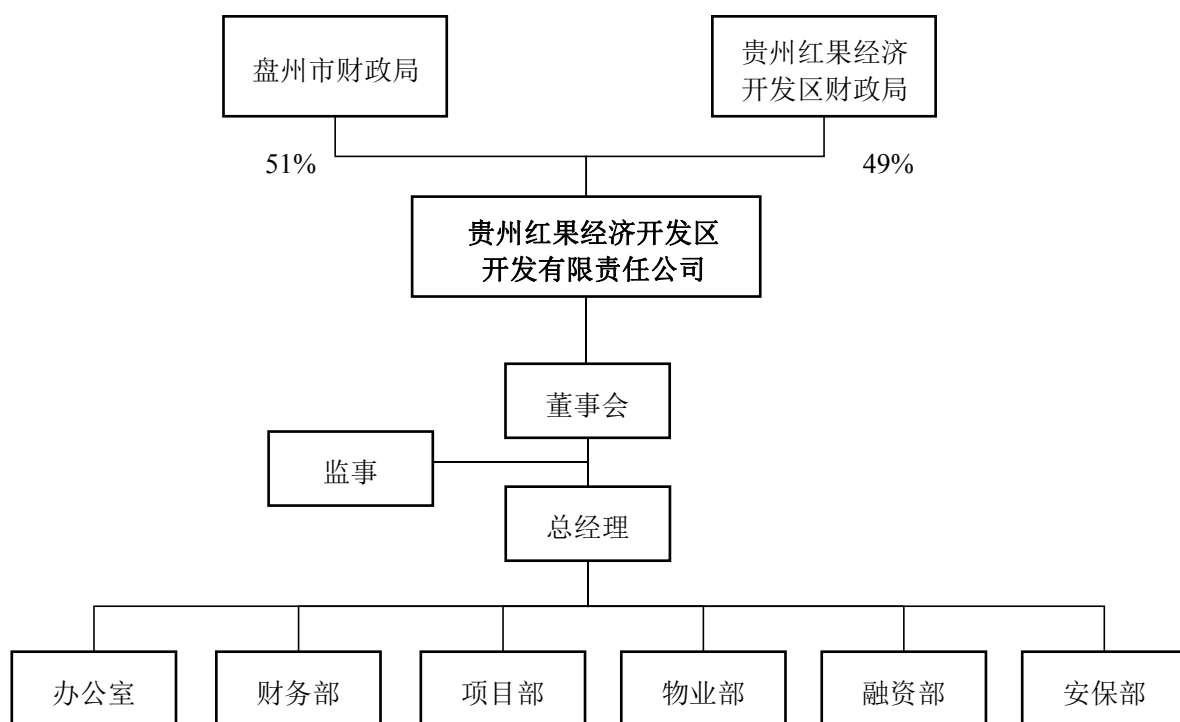 盘州市财政局
贵州红果经济
开发区财政局
51%
49%
贵州红果经济开发区
开发有限责任公司
董事会
监事
总经理
办公室
财务部
项目部
物业部
融资部
安保部